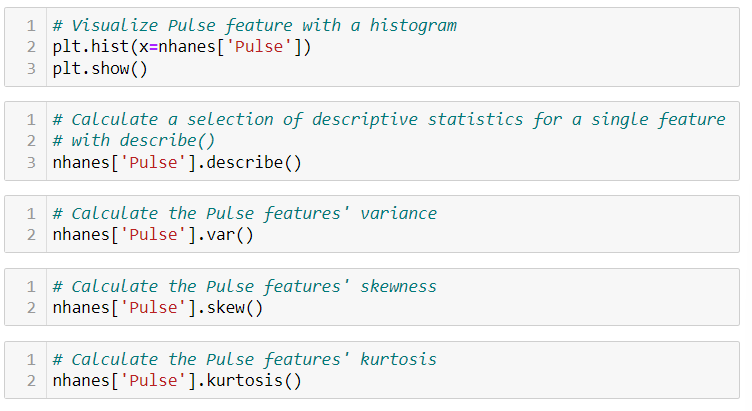 1 # Visualize Pulse feature with a histogram
2 plt.hist(x=nhanes['Pulse'])
3 plt.show()
1 # Calculate a selection of descriptive statistics for a single feature
2 # with describe()
3 nhanes['Pulse'].describe()
1 # Calculate the Pulse features' variance
2 nhanes['Pulse'].var()
1 # Calculate the Pulse features' skewness
2 nhanes['Pulse'].skew()
1 # Calculate the Pulse features' kurtosis
2 nhanes['Pulse'].kurtosis()